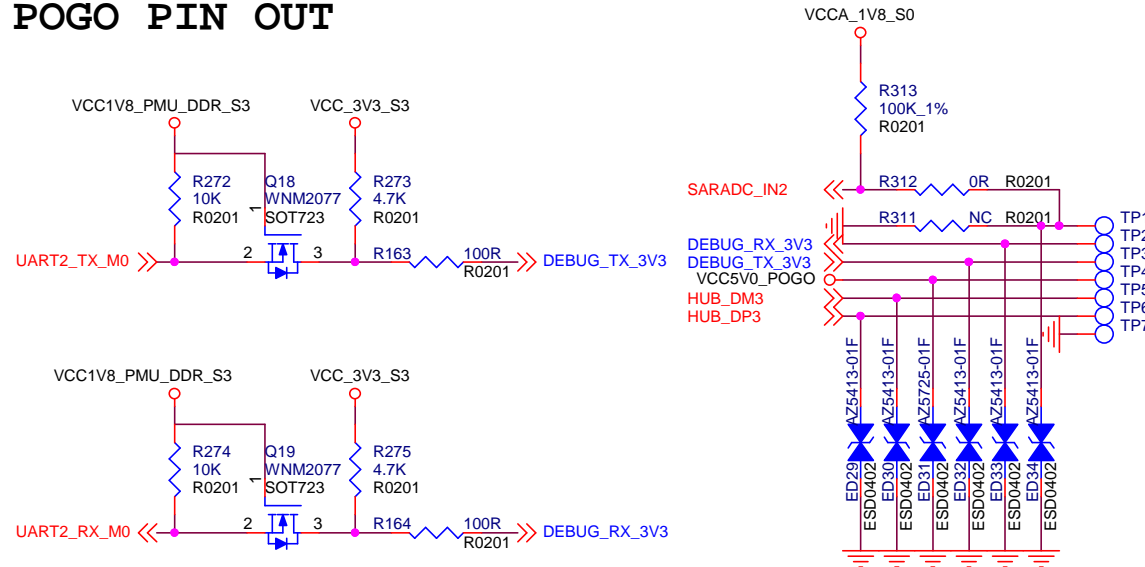 POGO PIN OUT
VCC1V8_PMU_DDR_S3
VCC_3V3_S3
R272
10K
R0201
Q18
WNM2077
SOT723
1
2
3
R273
4.7K
R0201
UART2_TX_M0
R163
100R
R0201
DEBUG_TX_3V3
VCC1V8_PMU_DDR_S3
VCC_3V3_S3
R274
10K
R0201
Q19
WNM2077
SOT723
1
2
3
R275
4.7K
R0201
UART2_RX_M0
R164
100R
R0201
DEBUG_RX_3V3
VCCA_1V8_S0
R313
100K_1%
R0201
SARADC_IN2
R312
0R
R0201
R311
NC
R0201
DEBUG_RX_3V3
DEBUG_TX_3V3
VCC5V0_POGO
HUB_DM3
HUB_DP3
TP1
TP2
TP3
TP4
TP5
TP6
TP7
AZ5413-01F
AZ5413-01F
AZ5725-01F
AZ5413-01F
AZ5413-01F
AZ5413-01F
ED29
ESD0402
ED30
ESD0402
ED31
ESD0402
ED32
ESD0402
ED33
ESD0402
ED34
ESD0402